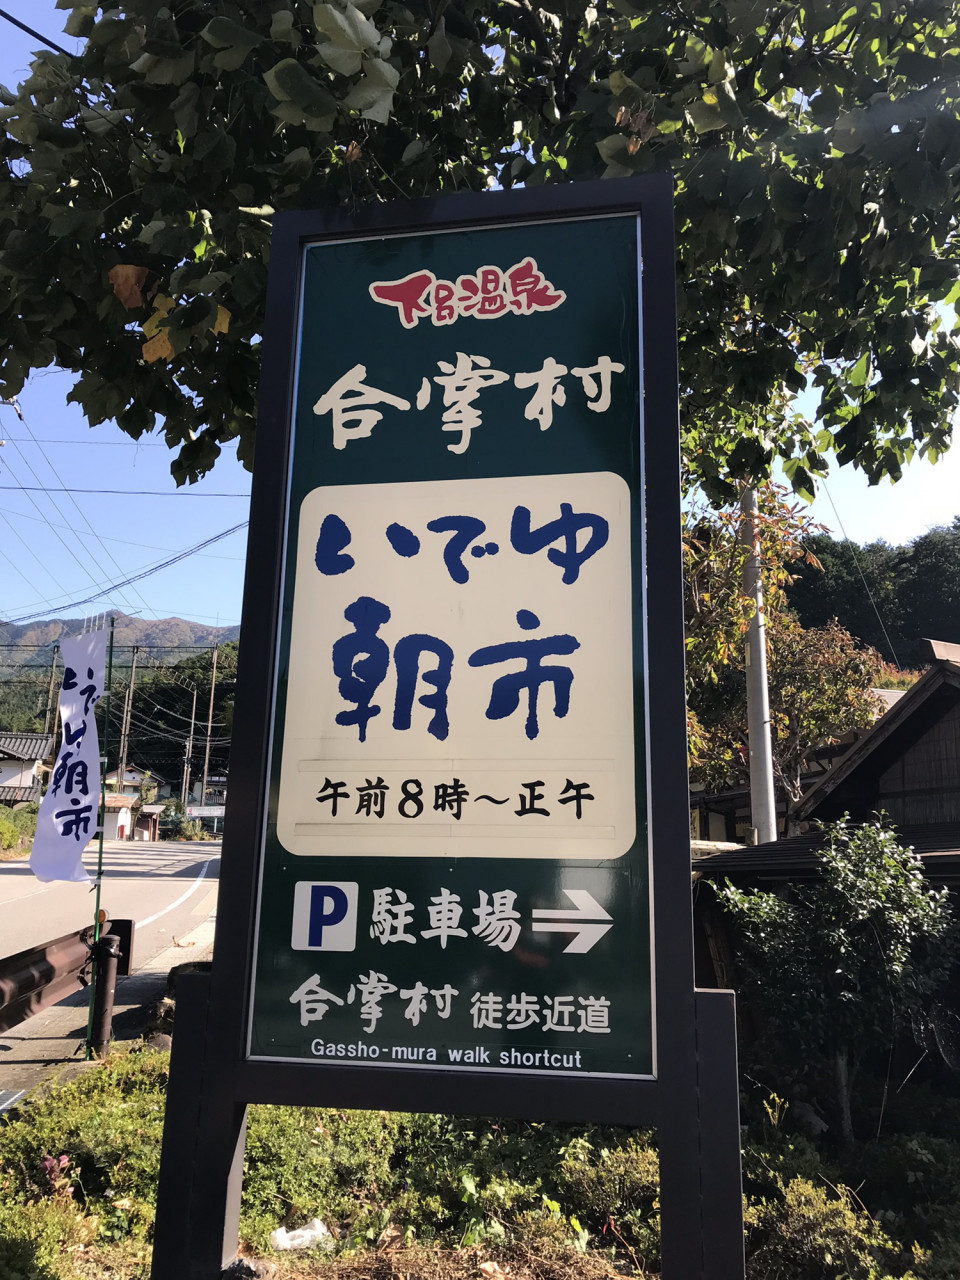 下呂温泉
合掌村
いでゆ
朝市
午前8時～正午
P 駐車場 →
合掌村 徒歩近道
Gassho-mura walk shortcut
いでゆ朝市